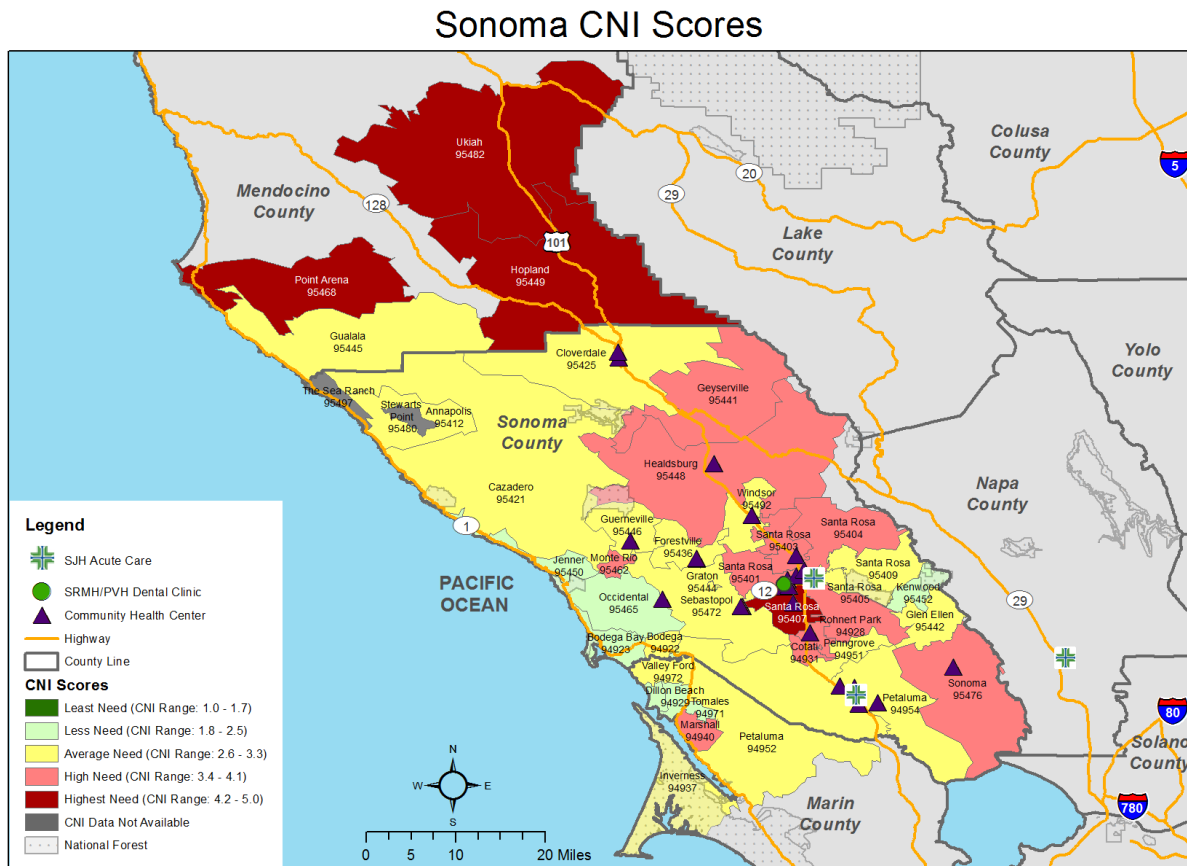 Sonoma CNI Scores
Ukiah
95482
Colusa
County
5
Mendocino
County
128
29
20
Lake
County
101
Hopland
95449
Point Arena
95468
Gualala
95445
Cloverdale
95425
Yolo
County
The Sea Ranch
95497
Stewarts
Point
95480
Annapolis
95412
Sonoma
County
Geyserville
95441
Healdsburg
95448
Cazadero
95421
Windsor
95492
Napa
County
Guerneville
95446
Forestville
95436
Santa Rosa
95403
Santa Rosa
95404
1
Jenner
95450
Monte Rio
95462
Graton
95444
Santa Rosa
95401
Santa Rosa
95409
Santa Rosa
95405
Kenwood
95452
PACIFIC
OCEAN
Occidental
95465
Sebastopol
95472
12
Santa Rosa
95407
Rohnert Park
94928
Glen Ellen
95442
29
Bodega Bay
94923
Bodega
94922
Cotati
94931
Penngrove
94951
Valley Ford
94972
Dillon Beach
94929
Tomales
94971
Marshall
94940
Petaluma
94954
Sonoma
95476
Petaluma
94952
Inverness
94937
Marin
County
80
Solano
County
780
Legend
SJH Acute Care
SRMH/PVH Dental Clinic
Community Health Center
Highway
County Line
CNI Scores
Least Need (CNI Range: 1.0 - 1.7)
Less Need (CNI Range: 1.8 - 2.5)
Average Need (CNI Range: 2.6 - 3.3)
High Need (CNI Range: 3.4 - 4.1)
Highest Need (CNI Range: 4.2 - 5.0)
CNI Data Not Available
National Forest
N
W
E
S
0 5 10 20 Miles